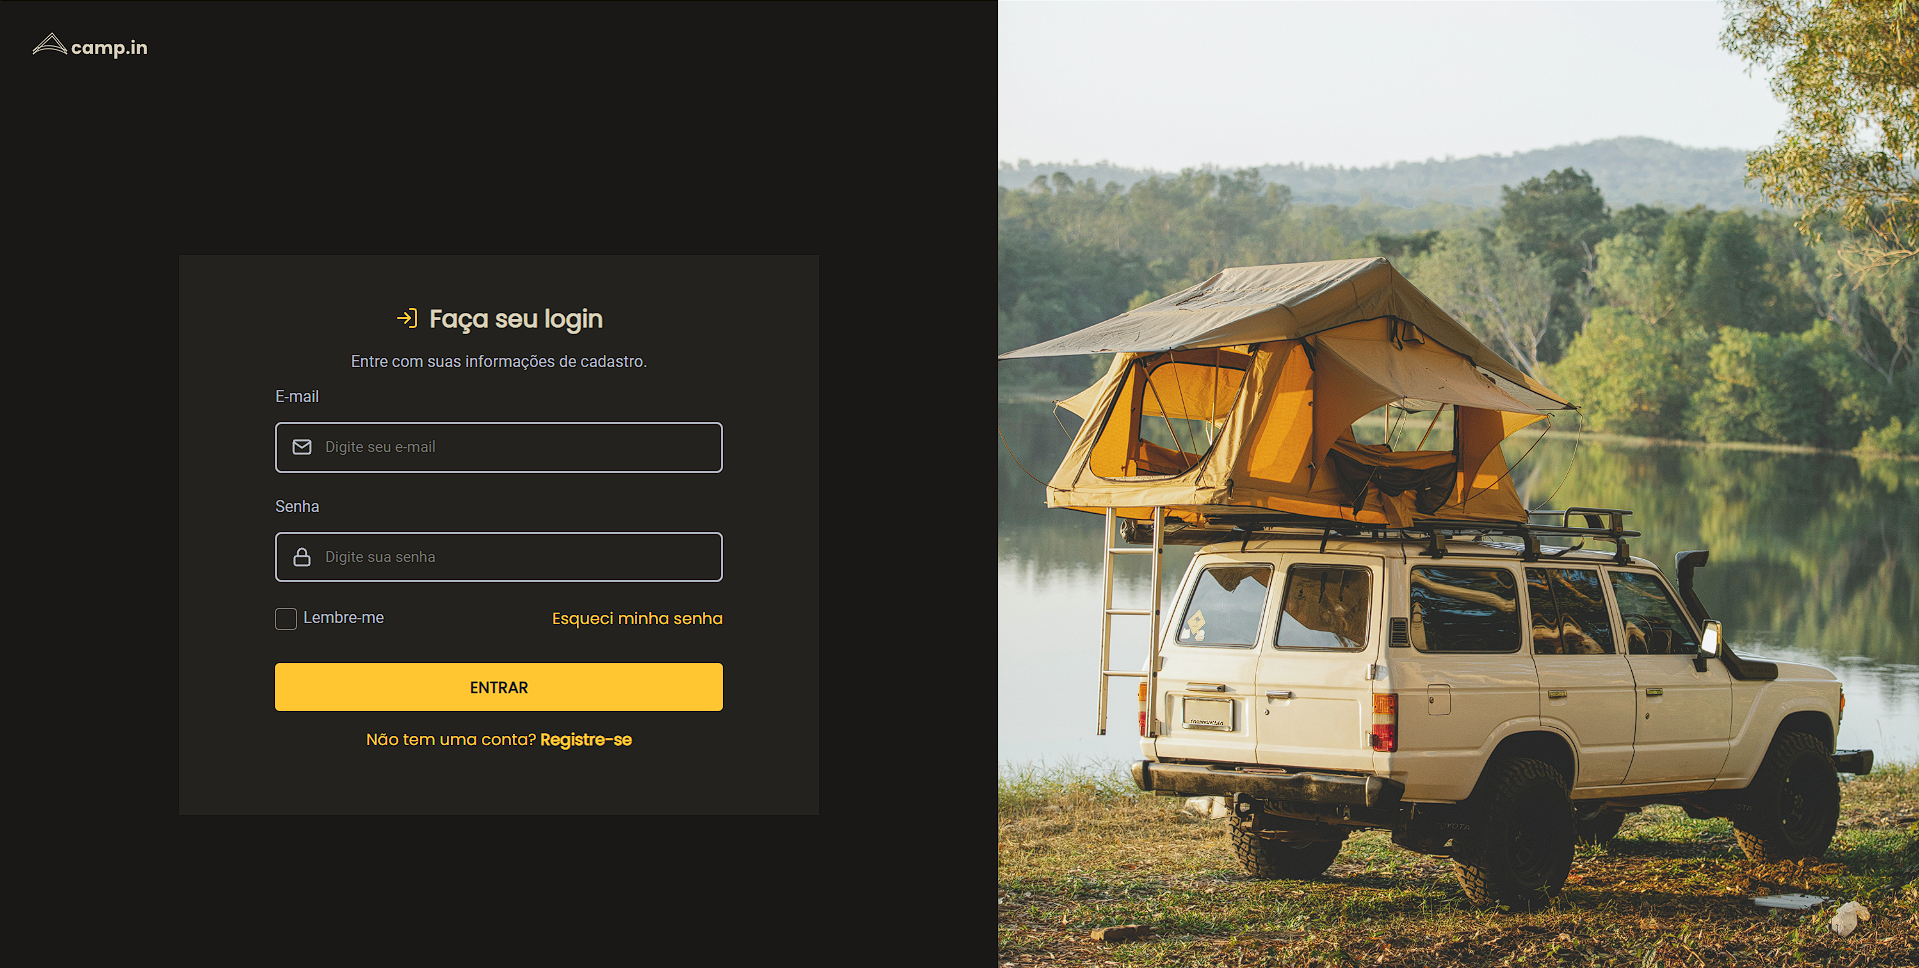 camp.in
Faça seu login
Entre com suas informações de cadastro.
E-mail
Digite seu e-mail
Senha
Digite sua senha
Lembre-me
Esqueci minha senha
ENTRAR
Não tem uma conta? Registre-se